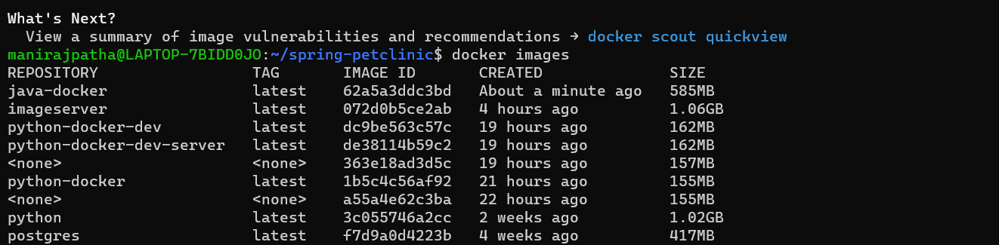 What's Next?
  View a summary of image vulnerabilities and recommendations → docker scout quickview
manirajpatha@LAPTOP-7BIDD0JO:~/spring-petclinic$ docker images
REPOSITORY                 TAG       IMAGE ID       CREATED              SIZE
java-docker                latest    62a5a3ddc3bd   About a minute ago   585MB
imageserver                latest    072d0b5ce2ab   4 hours ago          1.06GB
python-docker-dev          latest    dc9be563c57c   19 hours ago         162MB
python-docker-dev-server   latest    de38114b59c2   19 hours ago         162MB
<none>                     <none>    363e18ad3d5c   19 hours ago         157MB
python-docker              latest    1b5c4c56af92   21 hours ago         155MB
<none>                     <none>    a55a4e62c3ba   22 hours ago         155MB
python                     latest    3c055746a2cc   2 weeks ago          1.02GB
postgres                   latest    f7d9a0d4223b   4 weeks ago          417MB